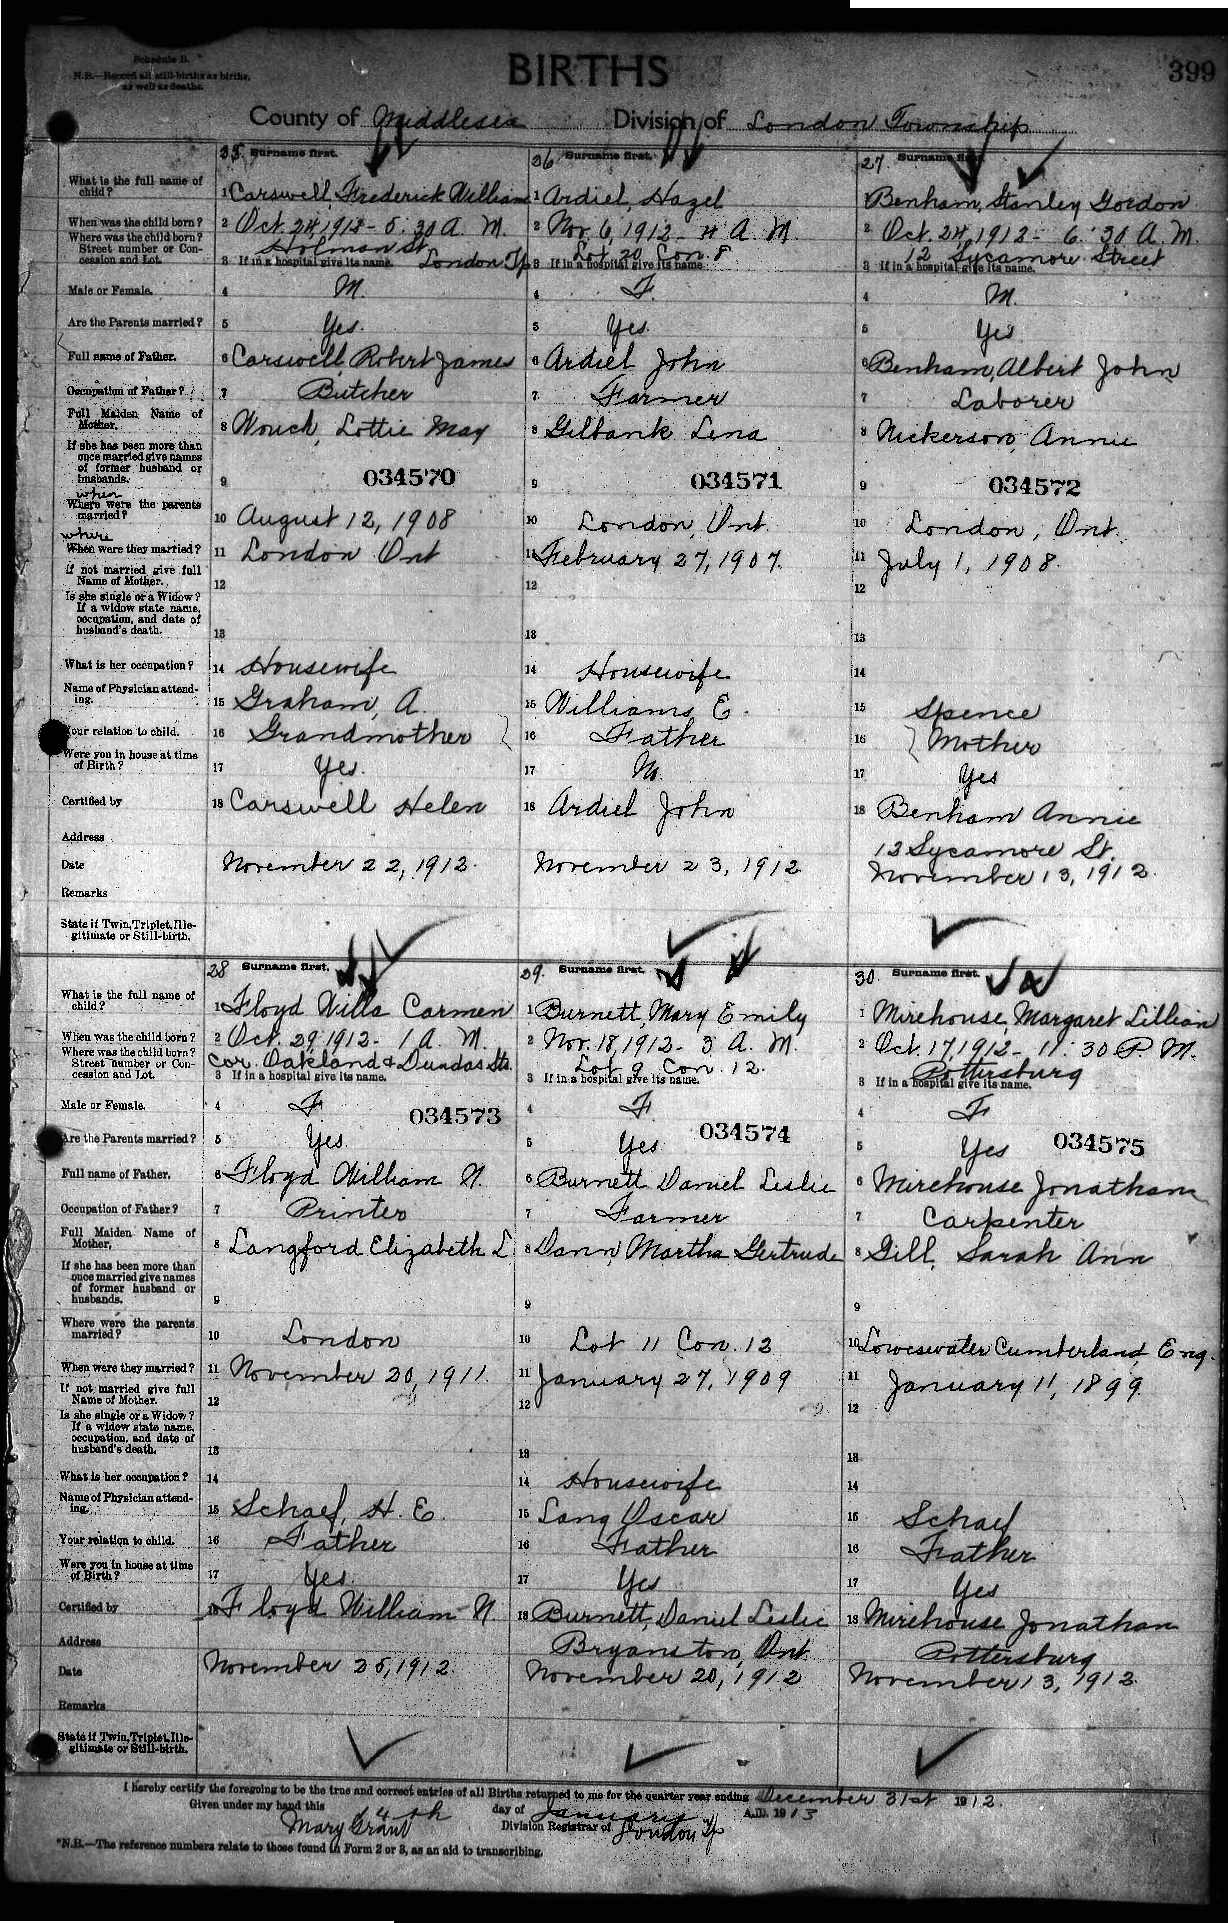 Schedule B.
N.B.—Record all still-births as births,
as well as deaths.
BIRTHS
399
County of Middlesex Division of London Township
25 Surname first. 26 Surname first. 27 Surname first.
What is the full name of
child? 1 Carswell, Frederick William 1 Ardiel, Hazel 1 Benham, Stanley Gordon
When was the child born? 2 Oct. 24, 1912 - 5.30 A. M. 2 Nov. 6, 1912 - 4 A. M. 2 Oct. 24, 1912 - 6.30 A. M.
Where was the child born?
Street number or Con-
cession and Lot. Holman St. London Tp Lot 20 Con. 8 12 Sycamore Street
3 If in a hospital give its name. 3 If in a hospital give its name 3 If in a hospital give its name.
Male or Female. 4 M. 4 F. 4 M.
Are the Parents married? 5 Yes. 5 Yes. 5 Yes
Full name of Father. 6 Carswell, Robert James 6 Ardiel John 6 Benham, Albert John
Occupation of Father? 7 Butcher 7 Farmer 7 Laborer
Full Maiden Name of
Mother. 8 Wouch, Lottie May 8 Gilbank Lena 8 Nickerson, Annie
If she has been more than
once married give names
of former husband or
husbands. 9 034570 9 034571 9 034572
when
Where were the parents
married? 10 August 12, 1908 10 London, Ont. 10 London, Ont.
where
When were they married? 11 London Ont 11 February 27, 1907. 11 July 1, 1908.
If not married give full
Name of Mother. 12 12 12
Is she single or a Widow?
If a widow state name,
occupation, and date of
husband's death. 13 13 13
What is her occupation? 14 Housewife 14 Housewife 14
Name of Physician attend-
ing. 15 Graham, A. 15 Williams E. 15 Spence
Your relation to child. 16 Grandmother 16 Father 16 Mother
Were you in house at time
of Birth? 17 Yes. 17 No. 17 Yes
Certified by 18 Carswell Helen 18 Ardiel John 18 Benham Annie
Address 12 Sycamore St.
Date November 22, 1912. November 23, 1912 November 13, 1912.
Remarks
State if Twin, Triplet, Ille-
gitimate or Still-birth.
28 Surname first. 29. Surname first. 30. Surname first.
What is the full name of
child? 1 Floyd Willa Carmen 1 Burnett, Mary Emily 1 Mirehouse, Margaret Lillian
When was the child born? 2 Oct. 29 1912 - 1 A. M. 2 Nov. 18, 1912 - 3 A. M. 2 Oct. 17, 1912 - 11.30 P. M.
Where was the child born?
Street number or Con-
cession and Lot. Cor. Oakland & Dundas Sts. Lot 9 Con. 12. Pottersburg
3 If in a hospital give its name. 3 If in a hospital give its name. 3 If in a hospital give its name.
Male or Female. 4 F 034573 4 F 4 F
Are the Parents married? 5 Yes. 5 Yes 034574 5 Yes 034575
Full name of Father. 6 Floyd William N. 6 Burnett Daniel Leslie 6 Mirehouse Jonathan
Occupation of Father? 7 Printer 7 Farmer 7 Carpenter
Full Maiden Name of
Mother, 8 Langford Elizabeth L 8 Dann, Martha Gertrude 8 Gill, Sarah Ann
If she has been more than
once married give names
of former husband or
husbands. 9 9 9
Where were the parents
married? 10 London 10 Lot 11 Con. 12 10 Loweswater Cumberland, Eng.
When were they married? 11 November 20, 1911. 11 January 27, 1909 11 January 11, 1899.
If not married give full
Name of Mother. 12 12 12
Is she single or a Widow?
If a widow state name,
occupation, and date of
husband's death. 13 13 13
What is her occupation? 14 14 Housewife 14
Name of Physician attend-
ing. 15 Schaef, H. E. 15 Lang Oscar 15 Schaef
Your relation to child. 16 Father 16 Father 16 Father
Were you in house at time
of Birth? 17 Yes. 17 Yes 17 Yes
Certified by 18 Floyd William N. 18 Burnett, Daniel Leslie 18 Mirehouse Jonathan
Address Bryanston, Ont Pottersburg
Date November 25, 1912. November 20, 1912 November 13, 1912.
Remarks
State if Twin, Triplet, Ille-
gitimate or Still-birth.
I hereby certify the foregoing to be the true and correct entries of all Births returned to me for the quarter year ending December 31st 1912.
Given under my hand this 14th day of January A.D. 1913
Mary Grant Division Registrar of London Tp
*N.B.—The reference numbers relate to those found in Form 2 or 3, as an aid to transcribing.